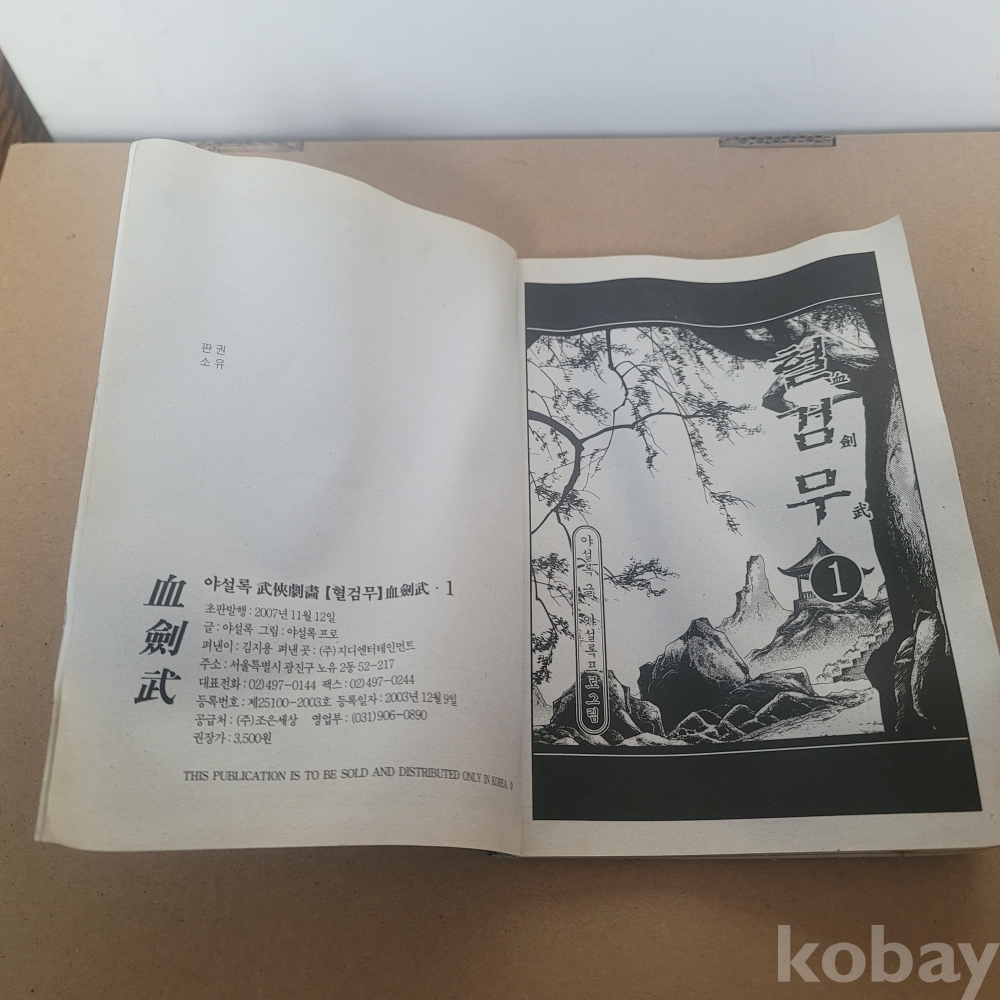 판권
소유
血劍武
야설록 武俠劇畵 【혈검무】 血劍武 · 1
초판발행 : 2007년 11월 12일
글 : 야설록 그림 : 야설록 프로
펴낸이 : 김지용 펴낸 곳 : (주)지디엔터테인먼트
주소 : 서울특별시 광진구 노유 2동 52-217
대표전화 : 02)497-0144 팩스 : 02)497-0244
등록번호 : 제25100-2003호 등록일자 : 2003년 12월 9일
공급처 : (주)조은세상 영업부 : (031)906-0890
권장가 : 3,500원
THIS PUBLICATION IS TO BE SOLD AND DISTRIBUTED ONLY IN KOREA.
혈血
검劍
무武
1
야설록 글 야설록프로 그림
kobay